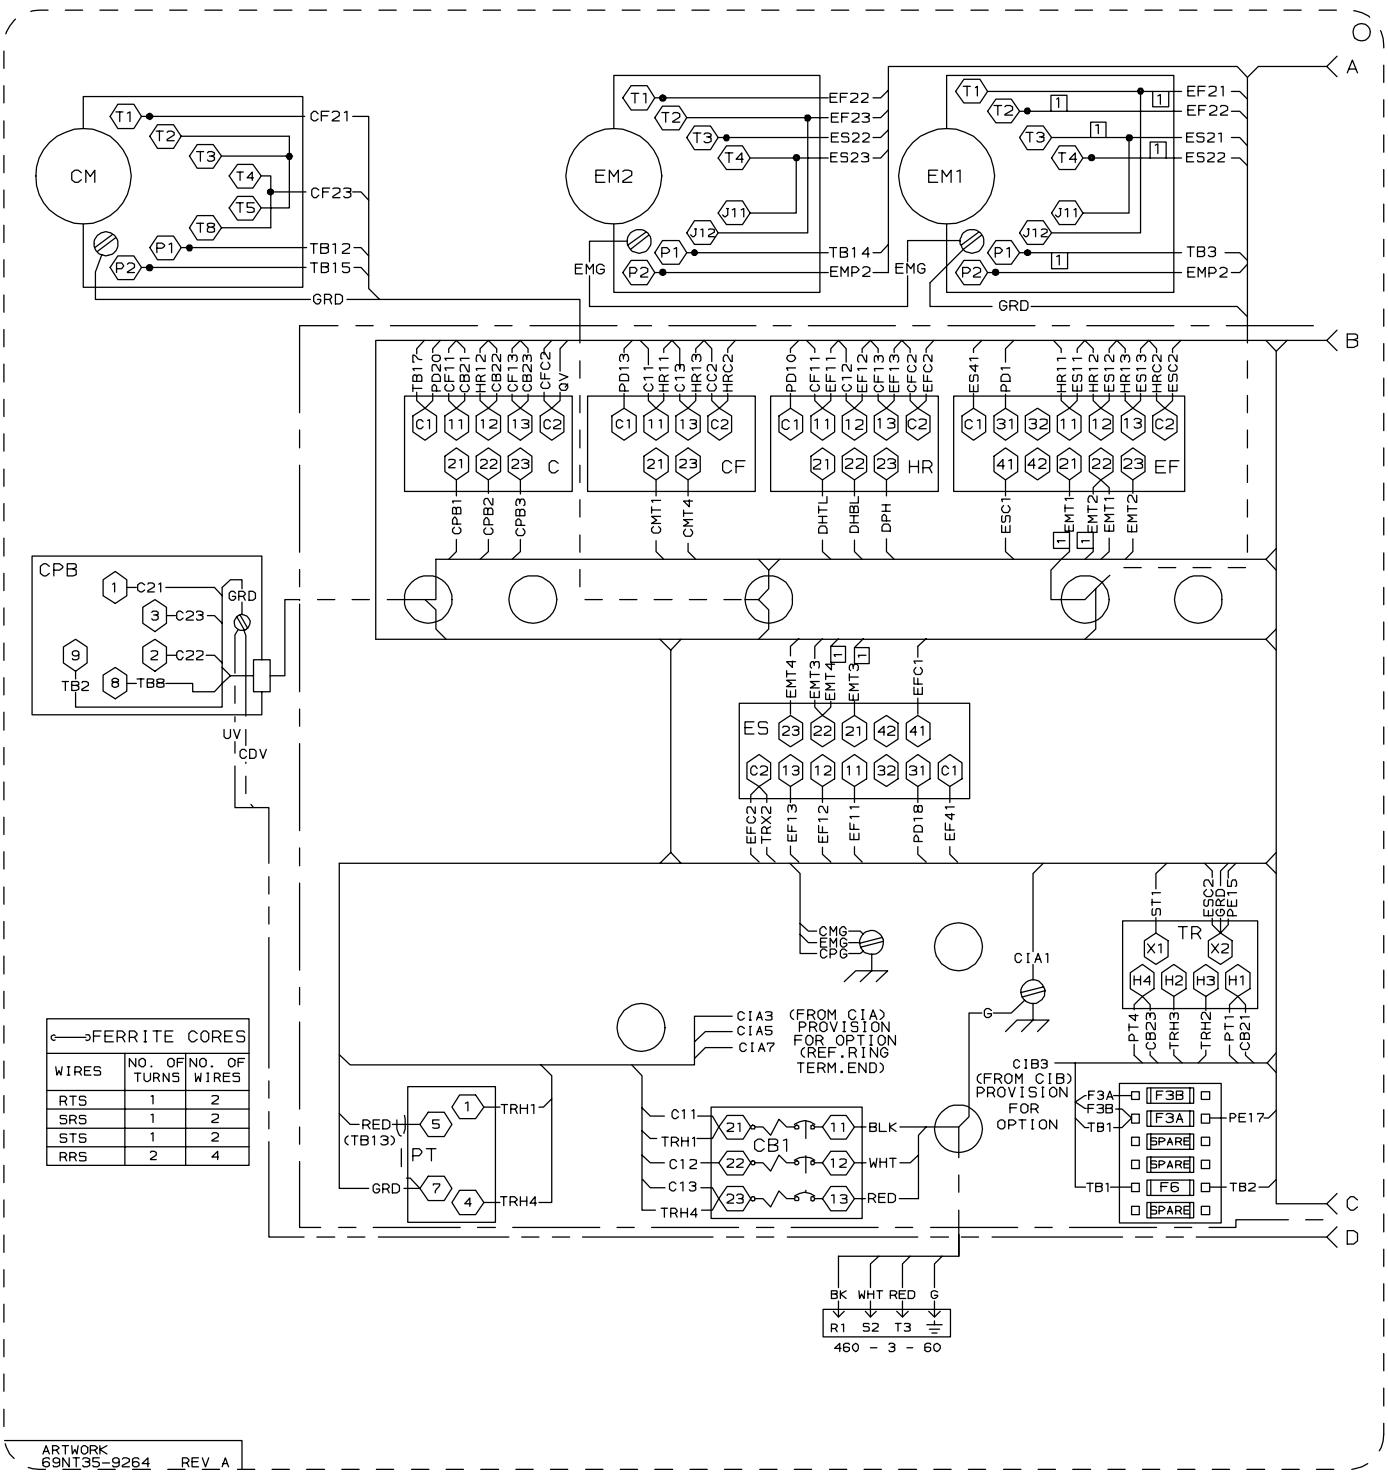 A
CM
T1
T2
T3
T4
T5
T8
P1
P2
CF21
CF23
TB12
TB15
GRD
EM2
T1
T2
T3
T4
J11
J12
P1
P2
EF22
EF23
ES22
ES23
TB14
EMP2
EMG
EM1
T1
T2
T3
T4
J11
J12
P1
P2
1
1
1
1
1
EF21
EF22
ES21
ES22
TB3
EMP2
EMG
GRD
B
TB17 PD20 CF11 CB21 HR12 CB22 CF13 CB23 CFC2 QV
C1 11 12 13 C2
21 22 23 C
CPB1 CPB2 CPB3
PD13 C11 HR11 C13 HR13 CC2 HRC2
C1 11 13 C2
21 23 CF
CMT1 CMT4
PD10 CF11 EF11 C12 EF12 CF13 EF13 CFC2 EFC2
C1 11 12 13 C2
21 22 23 HR
DHTL DHBL DPH
ES41 PD1 HR11 ES11 HR12 ES12 HR13 ES13 HRC2 ESC2
C1 31 32 11 12 13 C2
41 42 21 22 23 EF
ESC1 EMT1 EMT2 EMT1 EMT2
1 1
CPB
1 C21
GRD
3 C23
9
2 C22
TB2
8 TB8
UV
CDV
EMT4 EMT3 EMT4 EMT3 EFC1
1 1
ES 23 22 21 42 41
C2 13 12 11 32 31 C1
EFC2 TRX2 EF13 EF12 EF11 PD18 EF41
CMG
EMG
CPG
CIA1
G
ST1 ESC2 GRD PE15
TR
X1 X2
H4 H2 H3 H1
PT4 CB23 TRH3 TRH2 PT1 CB21
CIA3
CIA5
CIA7
(FROM CIA)
PROVISION
FOR OPTION
(REF.RING
TERM.END)
FERRITE CORES
WIRES NO. OF TURNS NO. OF WIRES
RTS 1 2
SRS 1 2
STS 1 2
RRS 2 4
RED
(TB13)
5
1 TRH1
PT
GRD 7
4 TRH4
C11
TRH1
C12
C13
TRH4
21 11 BLK
CB1
22 12 WHT
23 13 RED
CIB3
(FROM CIB)
PROVISION
FOR
OPTION
F3A F3B
F3B
TB1 F3A PE17
SPARE
SPARE
TB1 F6 TB2
SPARE
C
D
BK WHT RED G
R1 S2 T3
460 - 3 - 60
ARTWORK
69NT35-9264 REV A